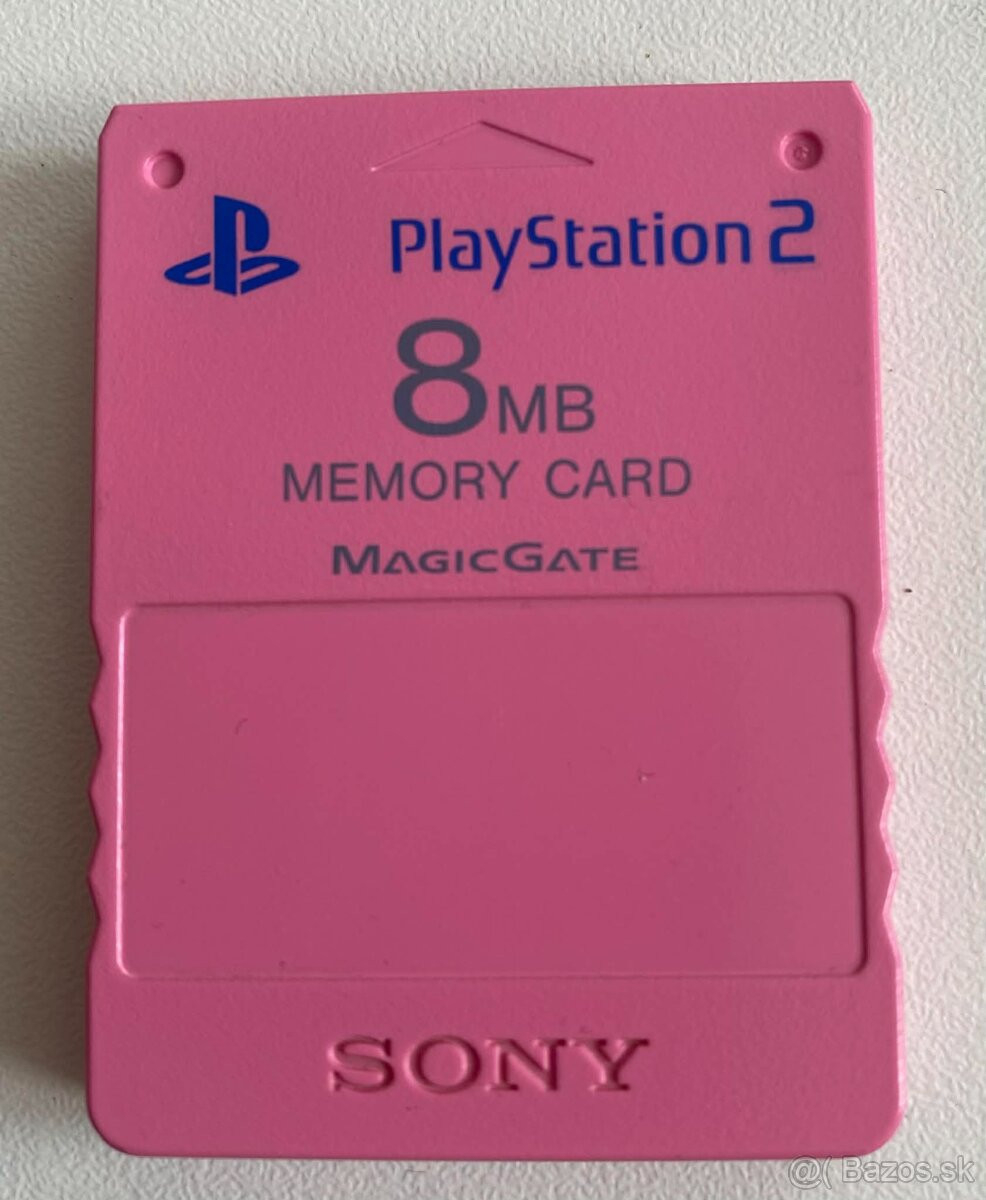 PlayStation 2
8MB
MEMORY CARD
MAGICGATE
SONY
@( Bazos.sk